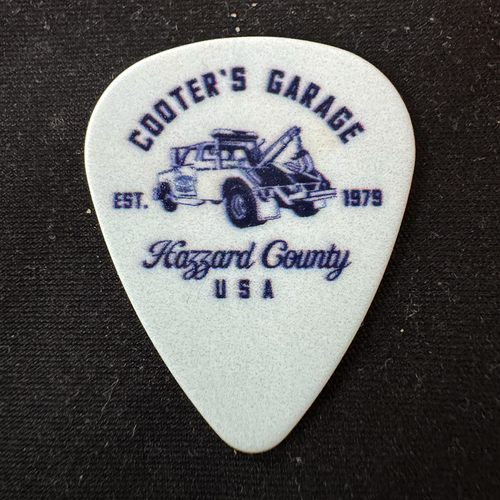 COOTER'S GARAGE
EST. 1979
Hazzard County
USA